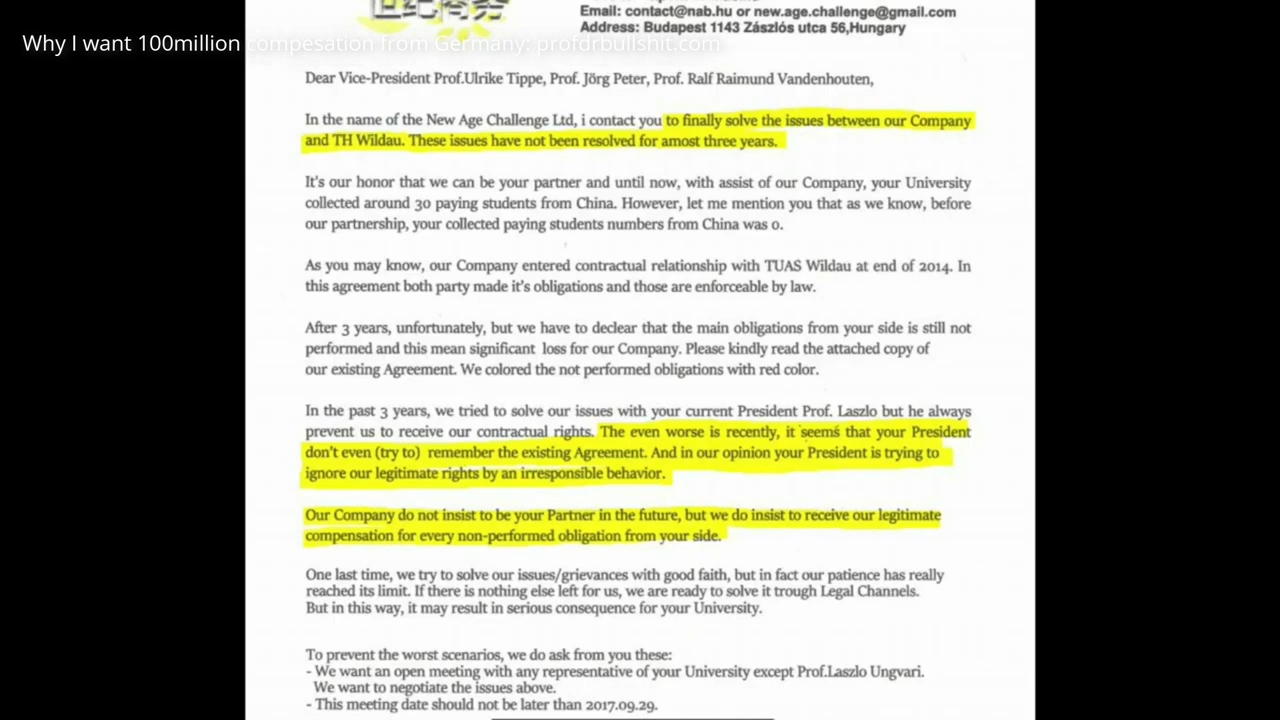 世纪商务
Email: contact@nab.hu or new.age.challenge@gmail.com
Address: Budapest 1143 Zászlós utca 56,Hungary
Why I want 100million compesation from Germany: profdrbullshit.com
Dear Vice-President Prof.Ulrike Tippe, Prof. Jörg Peter, Prof. Ralf Raimund Vandenhouten,
In the name of the New Age Challenge Ltd, i contact you to finally solve the issues between our Company
and TH Wildau. These issues have not been resolved for amost three years.
It's our honor that we can be your partner and until now, with assist of our Company, your University
collected around 30 paying students from China. However, let me mention you that as we know, before
our partnership, your collected paying students numbers from China was 0.
As you may know, our Company entered contractual relationship with TUAS Wildau at end of 2014. In
this agreement both party made it's obligations and those are enforceable by law.
After 3 years, unfortunately, but we have to declear that the main obligations from your side is still not
performed and this mean significant loss for our Company. Please kindly read the attached copy of
our existing Agreement. We colored the not performed obligations with red color.
In the past 3 years, we tried to solve our issues with your current President Prof. Laszlo but he always
prevent us to receive our contractual rights. The even worse is recently, it seems that your President
don't even (try to) remember the existing Agreement. And in our opinion your President is trying to
ignore our legitimate rights by an irresponsible behavior.
Our Company do not insist to be your Partner in the future, but we do insist to receive our legitimate
compensation for every non-performed obligation from your side.
One last time, we try to solve our issues/grievances with good faith, but in fact our patience has really
reached its limit. If there is nothing else left for us, we are ready to solve it trough Legal Channels.
But in this way, it may result in serious consequence for your University.
To prevent the worst scenarios, we do ask from you these:
- We want an open meeting with any representative of your University except Prof.Laszlo Ungvari.
We want to negotiate the issues above.
- This meeting date should not be later than 2017.09.29.